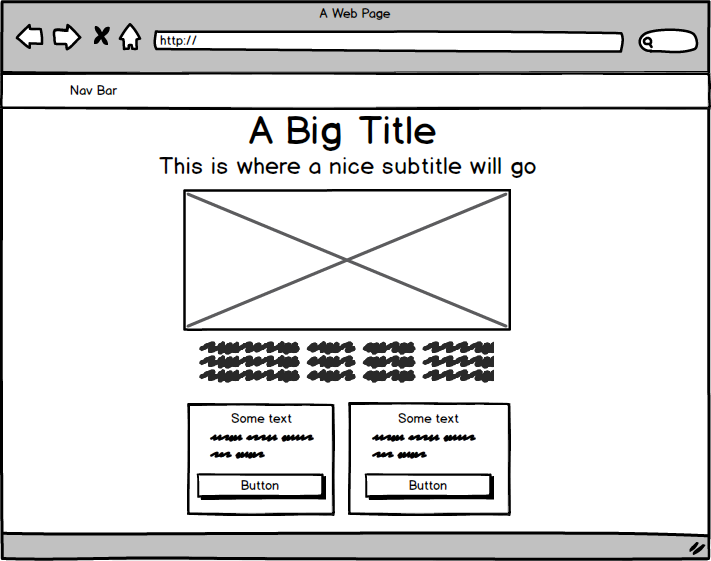 A Web Page
http://
Nav Bar
A Big Title
This is where a nice subtitle will go
Some text
Some text
Button
Button